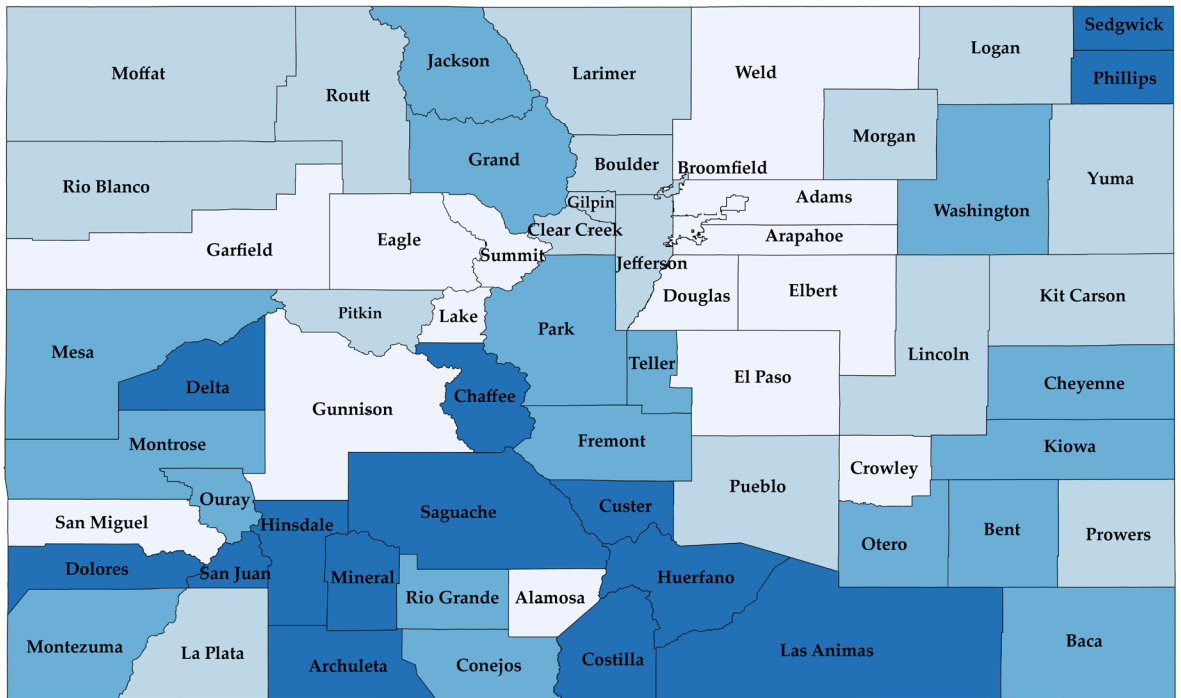 Sedgwick
Logan
Jackson
Weld
Moffat
Larimer
Phillips
Routt
Morgan
Grand
Boulder
Broomfield
Yuma
Rio Blanco
Adams
Gilpin
Washington
Clear Creek
Arapahoe
Eagle
Garfield
Summit
Jefferson
Elbert
Douglas
Kit Carson
Pitkin
Lake
Park
Mesa
Lincoln
Teller
El Paso
Cheyenne
Delta
Chaffee
Gunnison
Fremont
Montrose
Kiowa
Crowley
Pueblo
Ouray
Custer
Saguache
San Miguel
Hinsdale
Bent
Prowers
Otero
Dolores
San Juan
Mineral
Huerfano
Rio Grande
Alamosa
Baca
Montezuma
La Plata
Las Animas
Costilla
Archuleta
Conejos